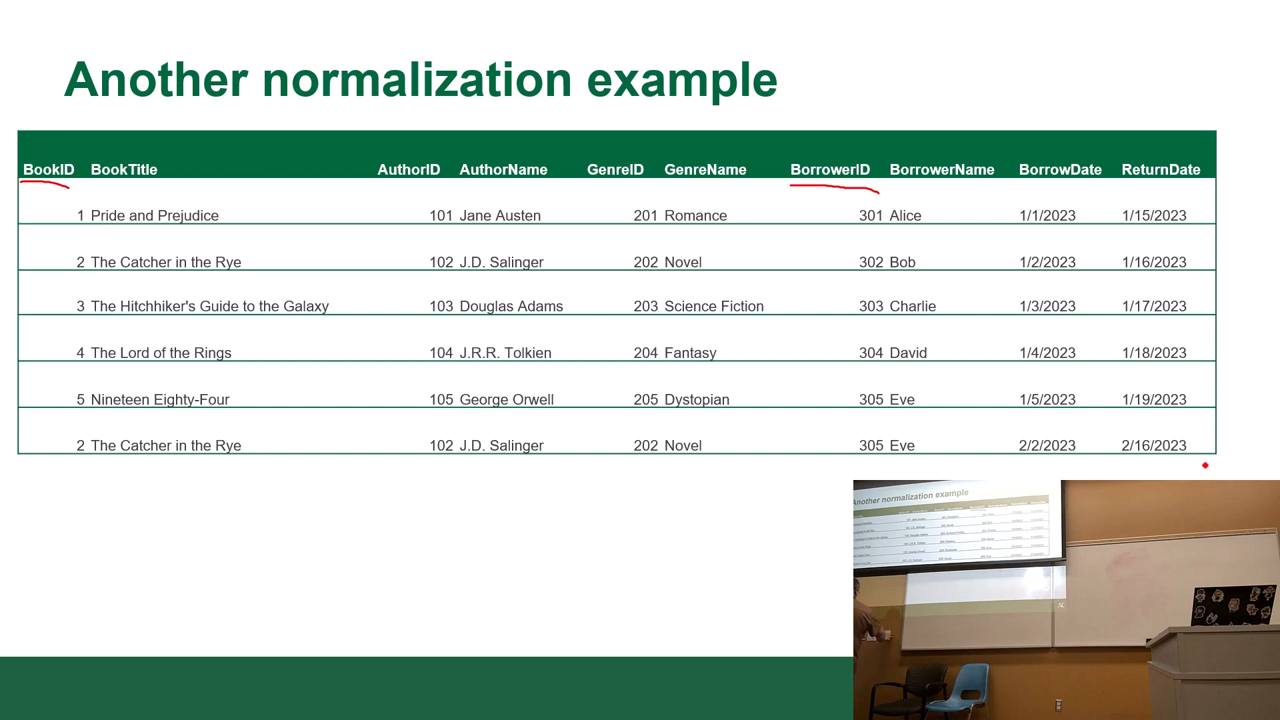 Another normalization example
BookID BookTitle AuthorID AuthorName GenreID GenreName BorrowerID BorrowerName BorrowDate ReturnDate
1 Pride and Prejudice 101 Jane Austen 201 Romance 301 Alice 1/1/2023 1/15/2023
2 The Catcher in the Rye 102 J.D. Salinger 202 Novel 302 Bob 1/2/2023 1/16/2023
3 The Hitchhiker's Guide to the Galaxy 103 Douglas Adams 203 Science Fiction 303 Charlie 1/3/2023 1/17/2023
4 The Lord of the Rings 104 J.R.R. Tolkien 204 Fantasy 304 David 1/4/2023 1/18/2023
5 Nineteen Eighty-Four 105 George Orwell 205 Dystopian 305 Eve 1/5/2023 1/19/2023
2 The Catcher in the Rye 102 J.D. Salinger 202 Novel 305 Eve 2/2/2023 2/16/2023
Another normalization example